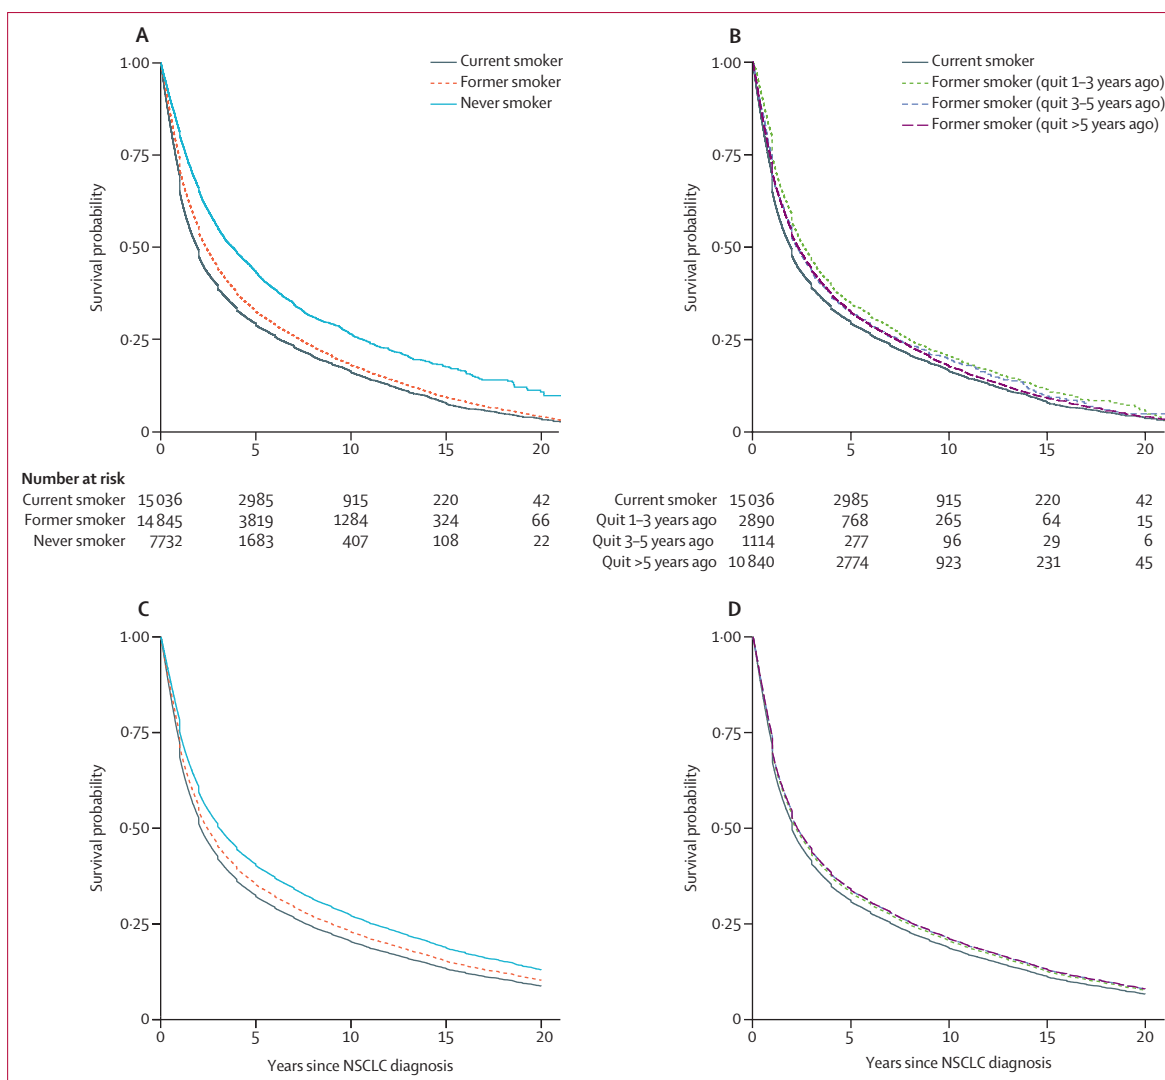 A
Current smoker
Former smoker
Never smoker
1·00
0·75
0·50
0·25
0
Survival probability
0 5 10 15 20
Number at risk
Current smoker 15 036 2985 915 220 42
Former smoker 14 845 3819 1284 324 66
Never smoker 7732 1683 407 108 22
B
Current smoker
Former smoker (quit 1–3 years ago)
Former smoker (quit 3–5 years ago)
Former smoker (quit >5 years ago)
1·00
0·75
0·50
0·25
0
Survival probability
0 5 10 15 20
Current smoker 15 036 2985 915 220 42
Quit 1–3 years ago 2890 768 265 64 15
Quit 3–5 years ago 1114 277 96 29 6
Quit >5 years ago 10 840 2774 923 231 45
C
1·00
0·75
0·50
0·25
0
Survival probability
0 5 10 15 20
Years since NSCLC diagnosis
D
1·00
0·75
0·50
0·25
0
Survival probability
0 5 10 15 20
Years since NSCLC diagnosis